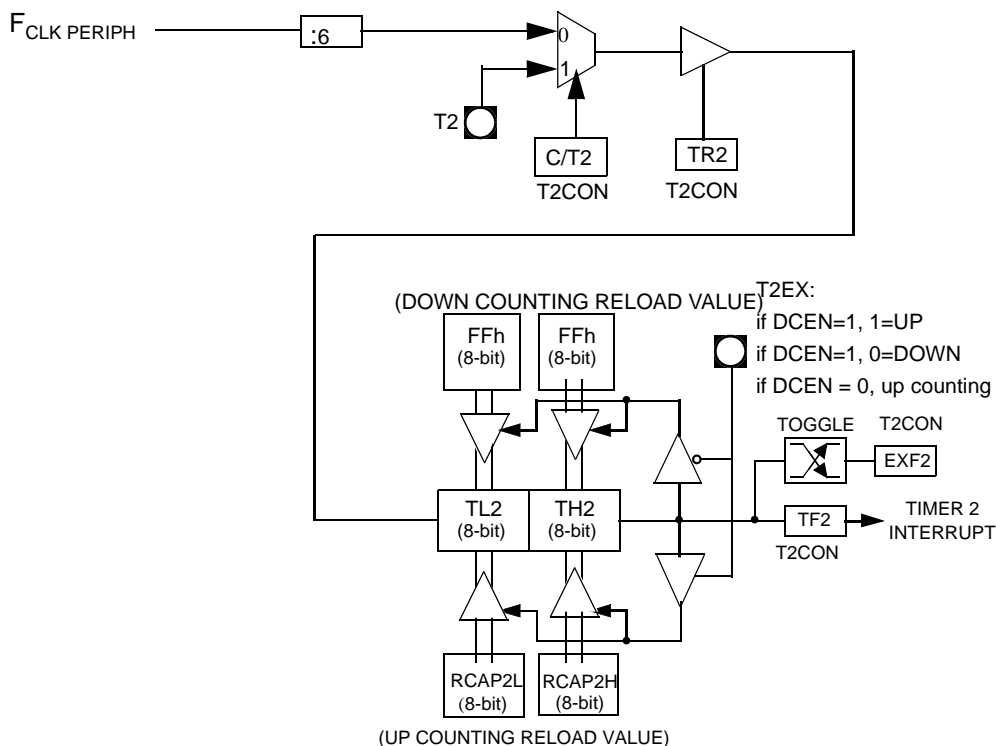 F CLK PERIPH
:6
0
1
T2
C/T2
T2CON
TR2
T2CON
(DOWN COUNTING RELOAD VALUE)
T2EX:
if DCEN=1, 1=UP
if DCEN=1, 0=DOWN
if DCEN = 0, up counting
FFh
(8-bit)
FFh
(8-bit)
TOGGLE
T2CON
EXF2
TL2
(8-bit)
TH2
(8-bit)
TF2
T2CON
TIMER 2
INTERRUPT
RCAP2L
(8-bit)
RCAP2H
(8-bit)
(UP COUNTING RELOAD VALUE)